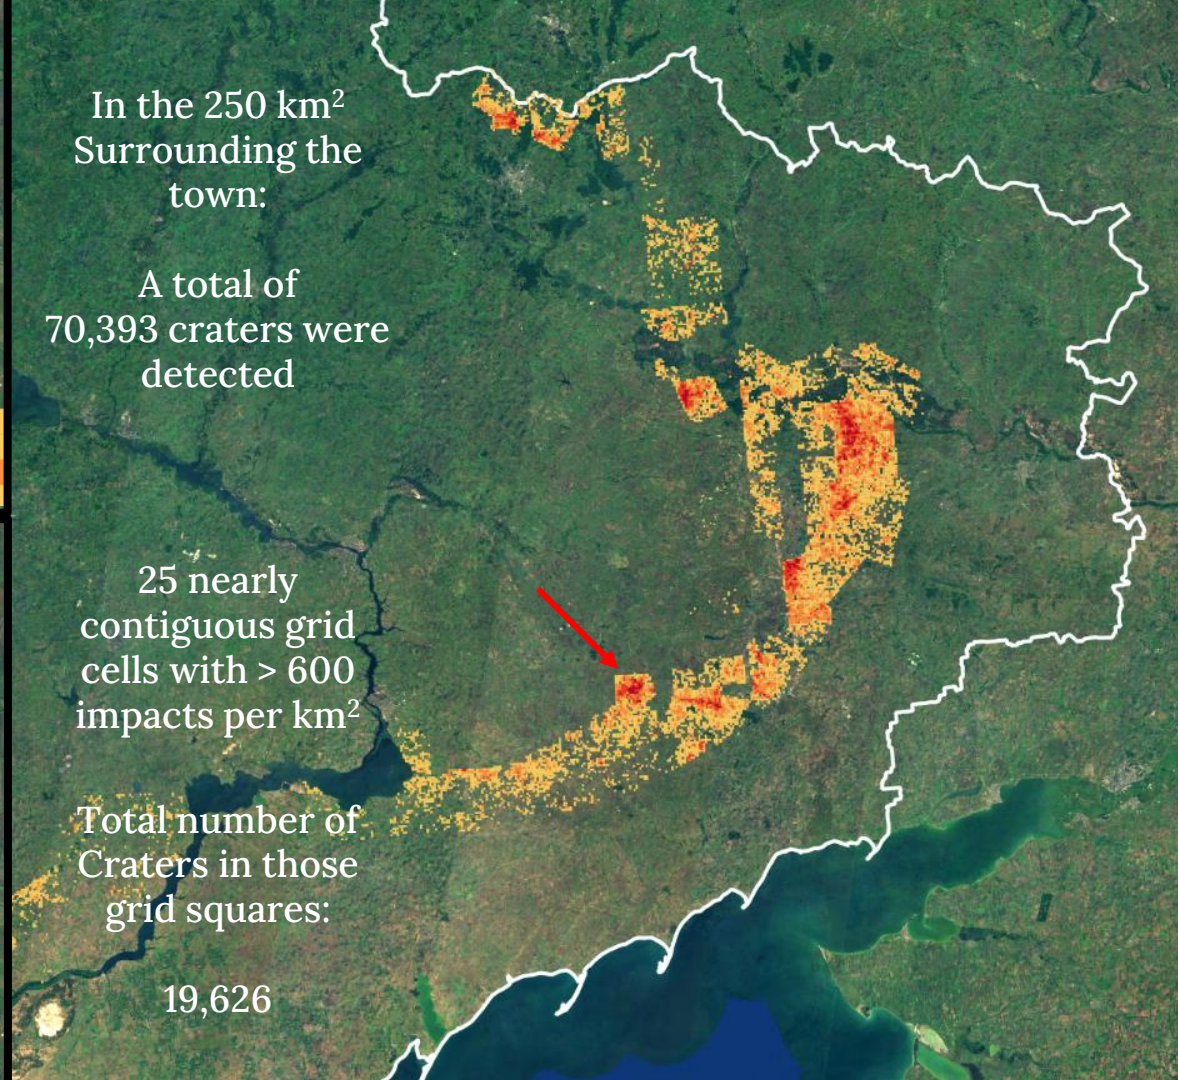 In the 250 km²
Surrounding the
town:
A total of
70,393 craters were
detected
25 nearly
contiguous grid
cells with > 600
impacts per km²
Total number of
Craters in those
grid squares:
19,626